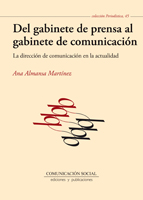 colección Periodística, 45
Del gabinete de prensa al
gabinete de comunicación
La dirección de comunicación en la actualidad
Ana Almansa Martínez
COMUNICACIÓN SOCIAL
ediciones y publicaciones